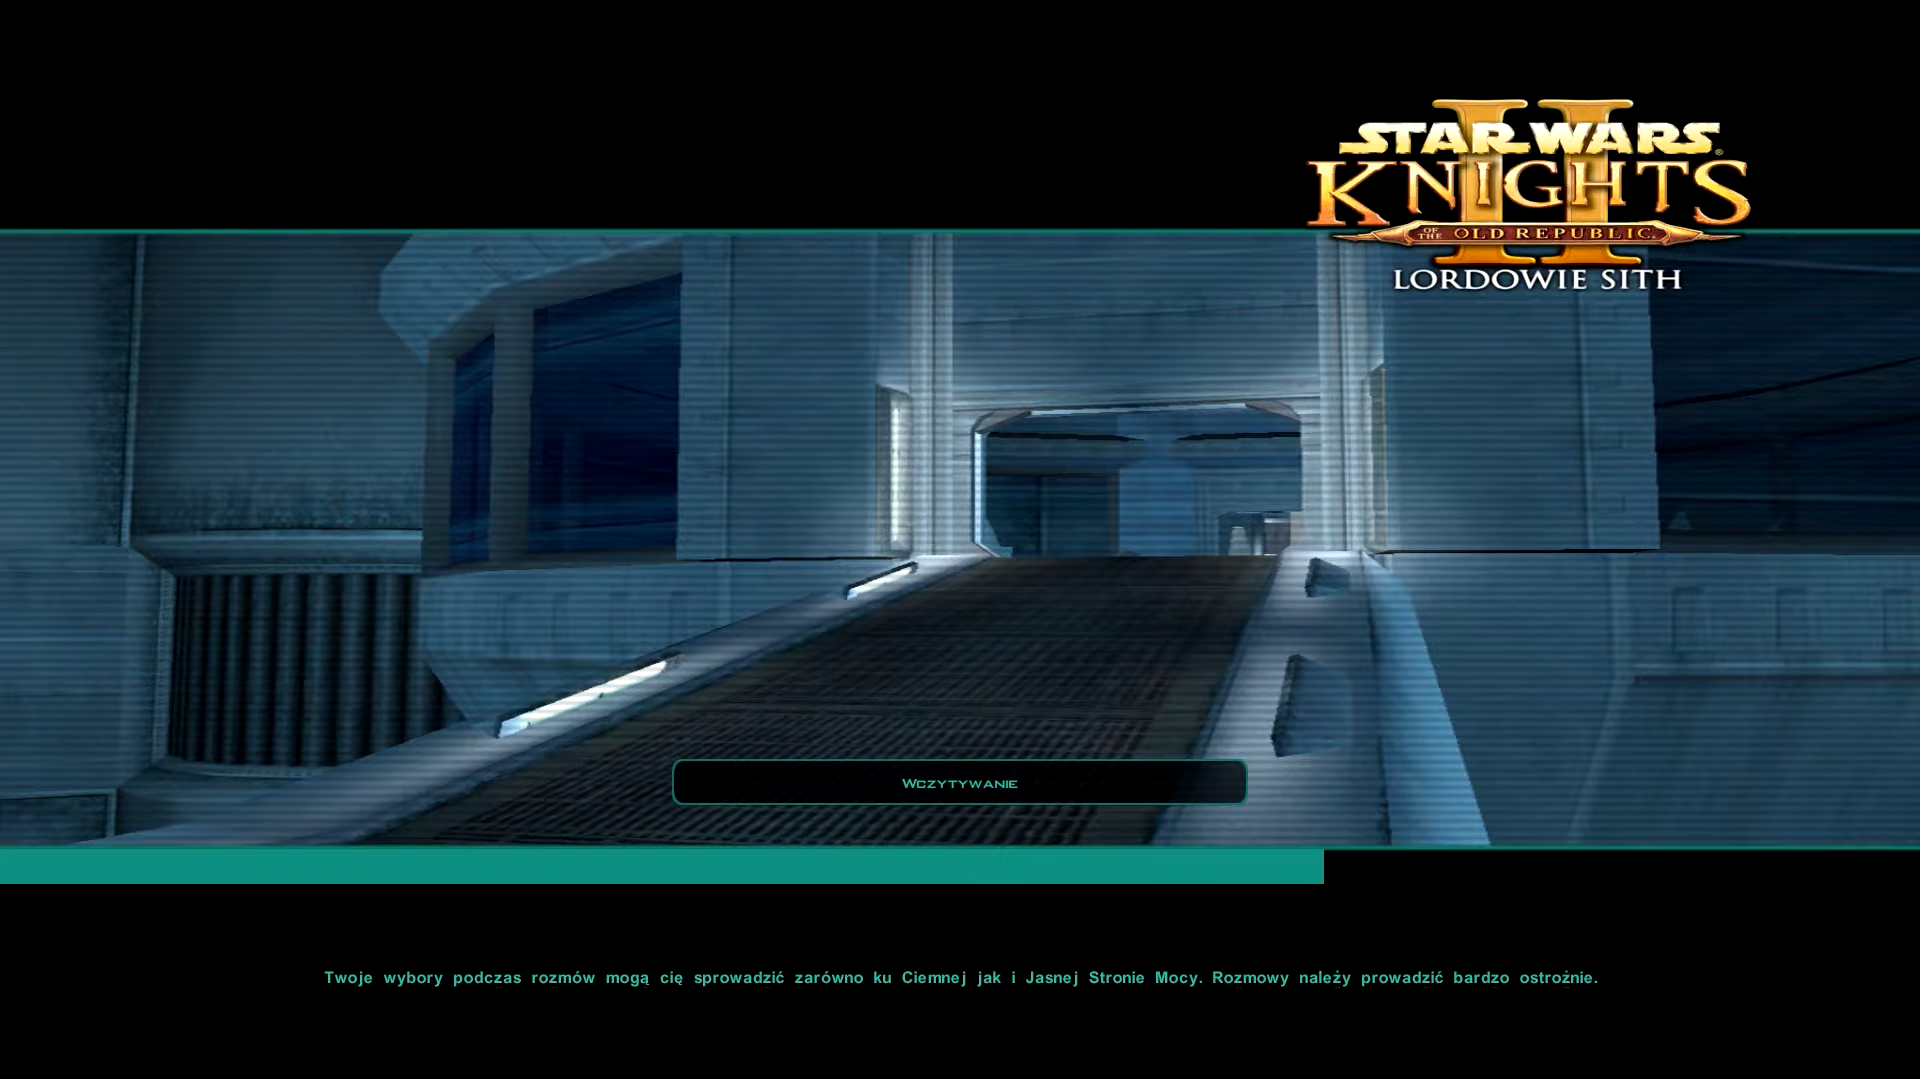 STAR WARS
KNIGHTS
II
OF THE OLD REPUBLIC
LORDOWIE SITH
Wczytywanie
Twoje wybory podczas rozmów mogą cię sprowadzić zarówno ku Ciemnej jak i Jasnej Stronie Mocy. Rozmowy należy prowadzić bardzo ostrożnie.